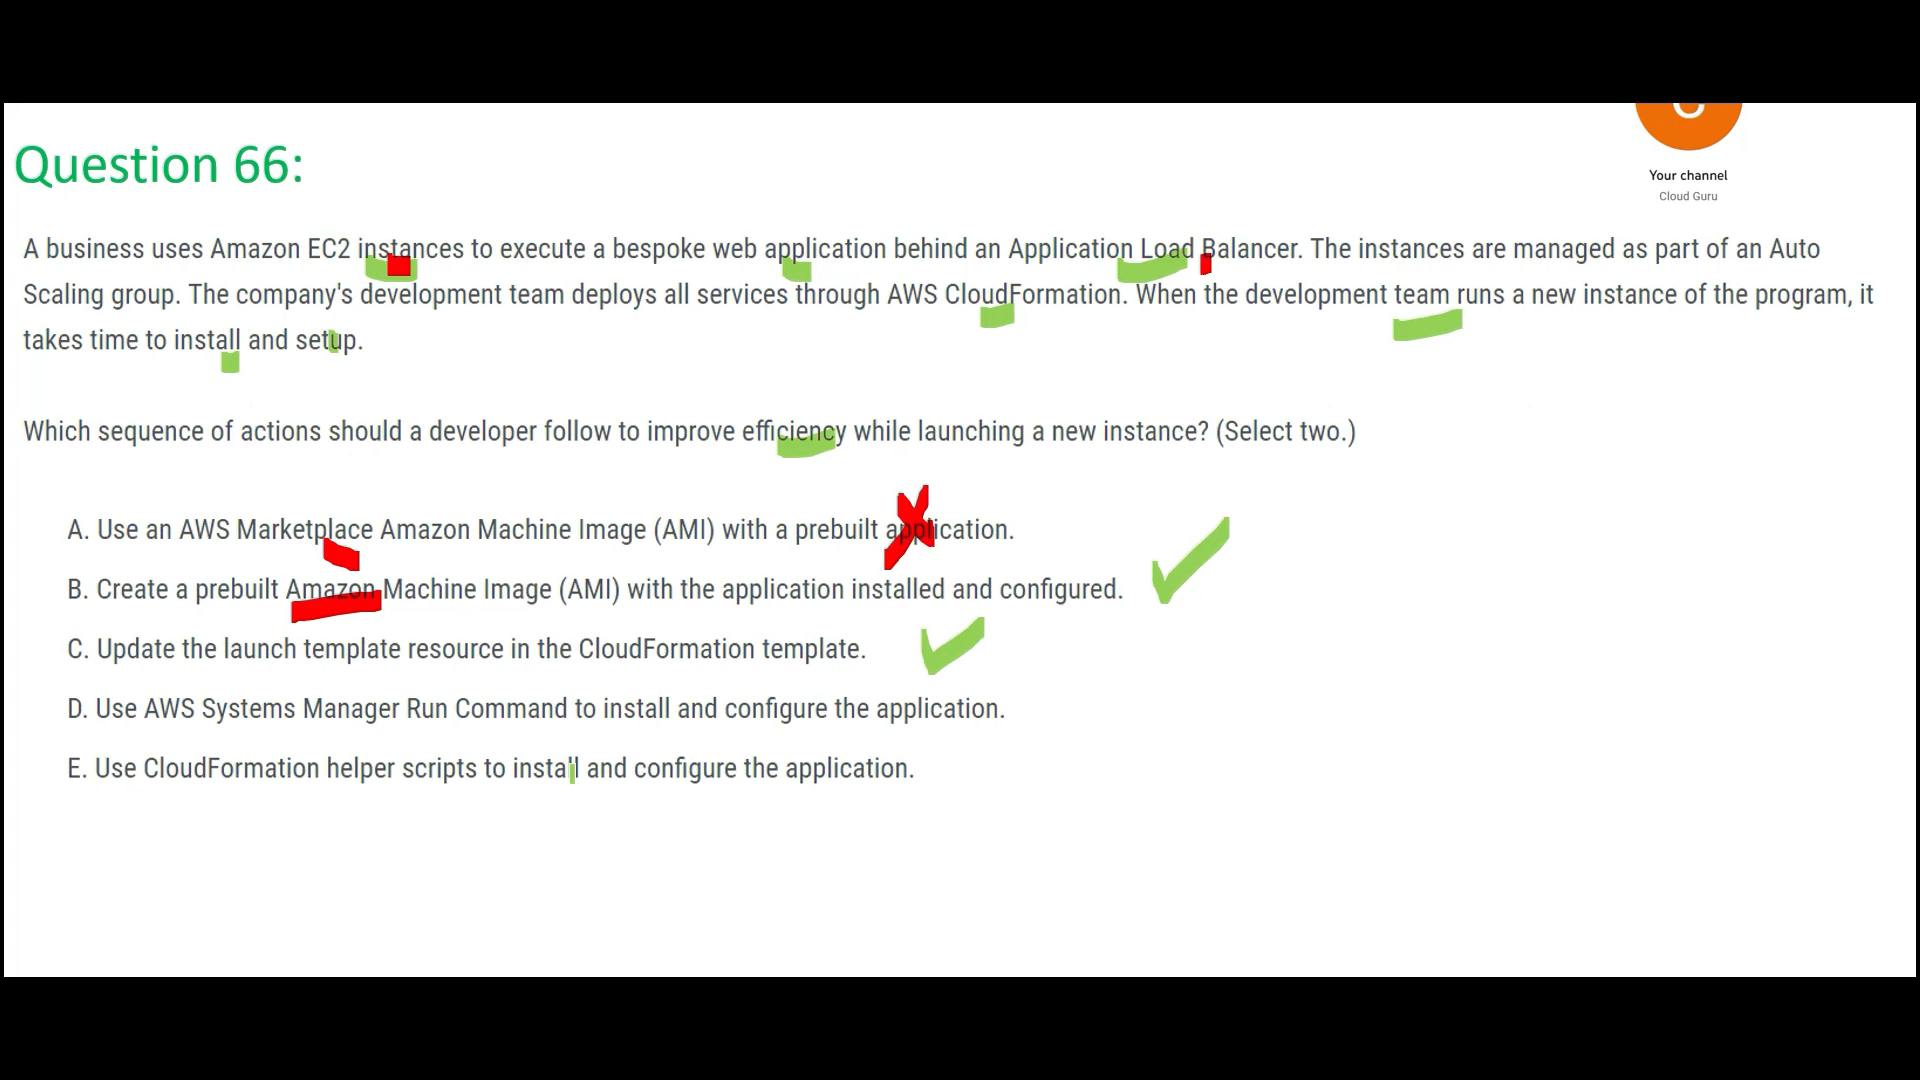 Question 66:
Your channel
Cloud Guru
A business uses Amazon EC2 instances to execute a bespoke web application behind an Application Load Balancer. The instances are managed as part of an Auto
Scaling group. The company's development team deploys all services through AWS CloudFormation. When the development team runs a new instance of the program, it
takes time to install and setup.
Which sequence of actions should a developer follow to improve efficiency while launching a new instance? (Select two.)
A. Use an AWS Marketplace Amazon Machine Image (AMI) with a prebuilt application.
B. Create a prebuilt Amazon Machine Image (AMI) with the application installed and configured.
C. Update the launch template resource in the CloudFormation template.
D. Use AWS Systems Manager Run Command to install and configure the application.
E. Use CloudFormation helper scripts to install and configure the application.